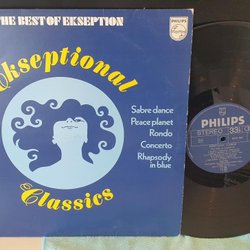 THE BEST OF EKSEPTION
PHILIPS
Ekseptional
Sabre dance
Peace planet
Rondo
Concerto
Rhapsody
in blue
Classics
PHILIPS
STEREO 33⅓